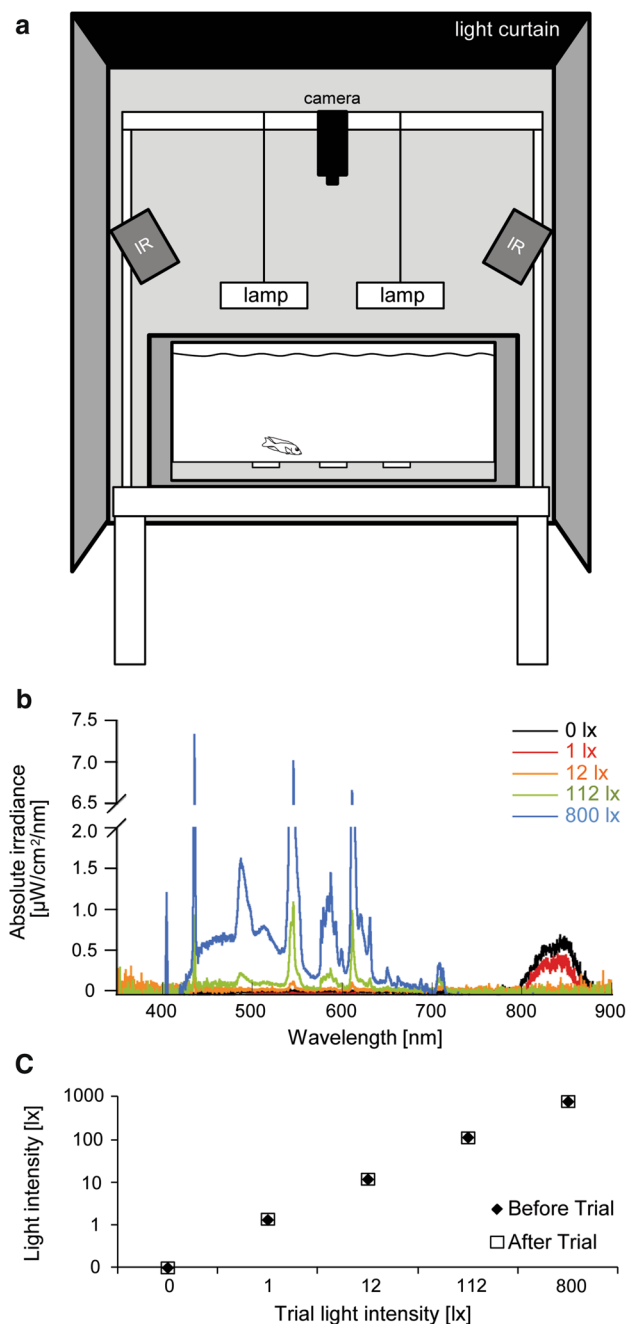 a
light curtain
camera
IR
IR
lamp
lamp
b
7.5
7.0
6.5
2.0
1.5
1.0
0.5
0
Absolute irradiance
[µW/cm²/nm]
0 lx
1 lx
12 lx
112 lx
800 lx
400
500
600
700
800
900
Wavelength [nm]
C
1000
100
10
1
0
Light intensity [lx]
Before Trial
After Trial
0
1
12
112
800
Trial light intensity [lx]